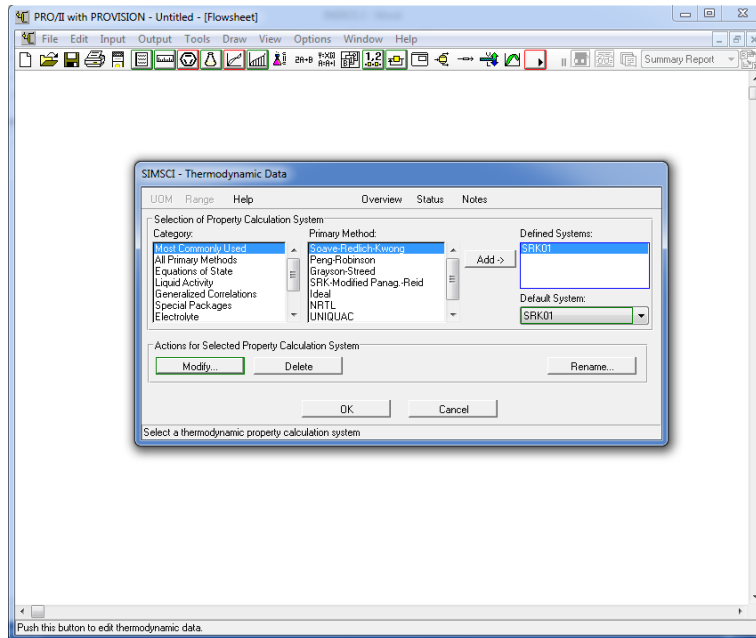 PRO/II with PROVISION - Untitled - [Flowsheet]
File Edit Input Output Tools Draw View Options Window Help
1.2 Summary Report
SIMSCI - Thermodynamic Data
UOM Range Help Overview Status Notes
Selection of Property Calculation System
Category: Primary Method: Defined Systems:
Most Commonly Used Soave-Redlich-Kwong SRK01
All Primary Methods Peng-Robinson
Equations of State Grayson-Streed Add ->
Liquid Activity SRK-Modified Panag.-Reid
Generalized Correlations Ideal Default System:
Special Packages NRTL
Electrolyte UNIQUAC SRK01
Actions for Selected Property Calculation System
Modify... Delete Rename...
OK Cancel
Select a thermodynamic property calculation system
Push this button to edit thermodynamic data.